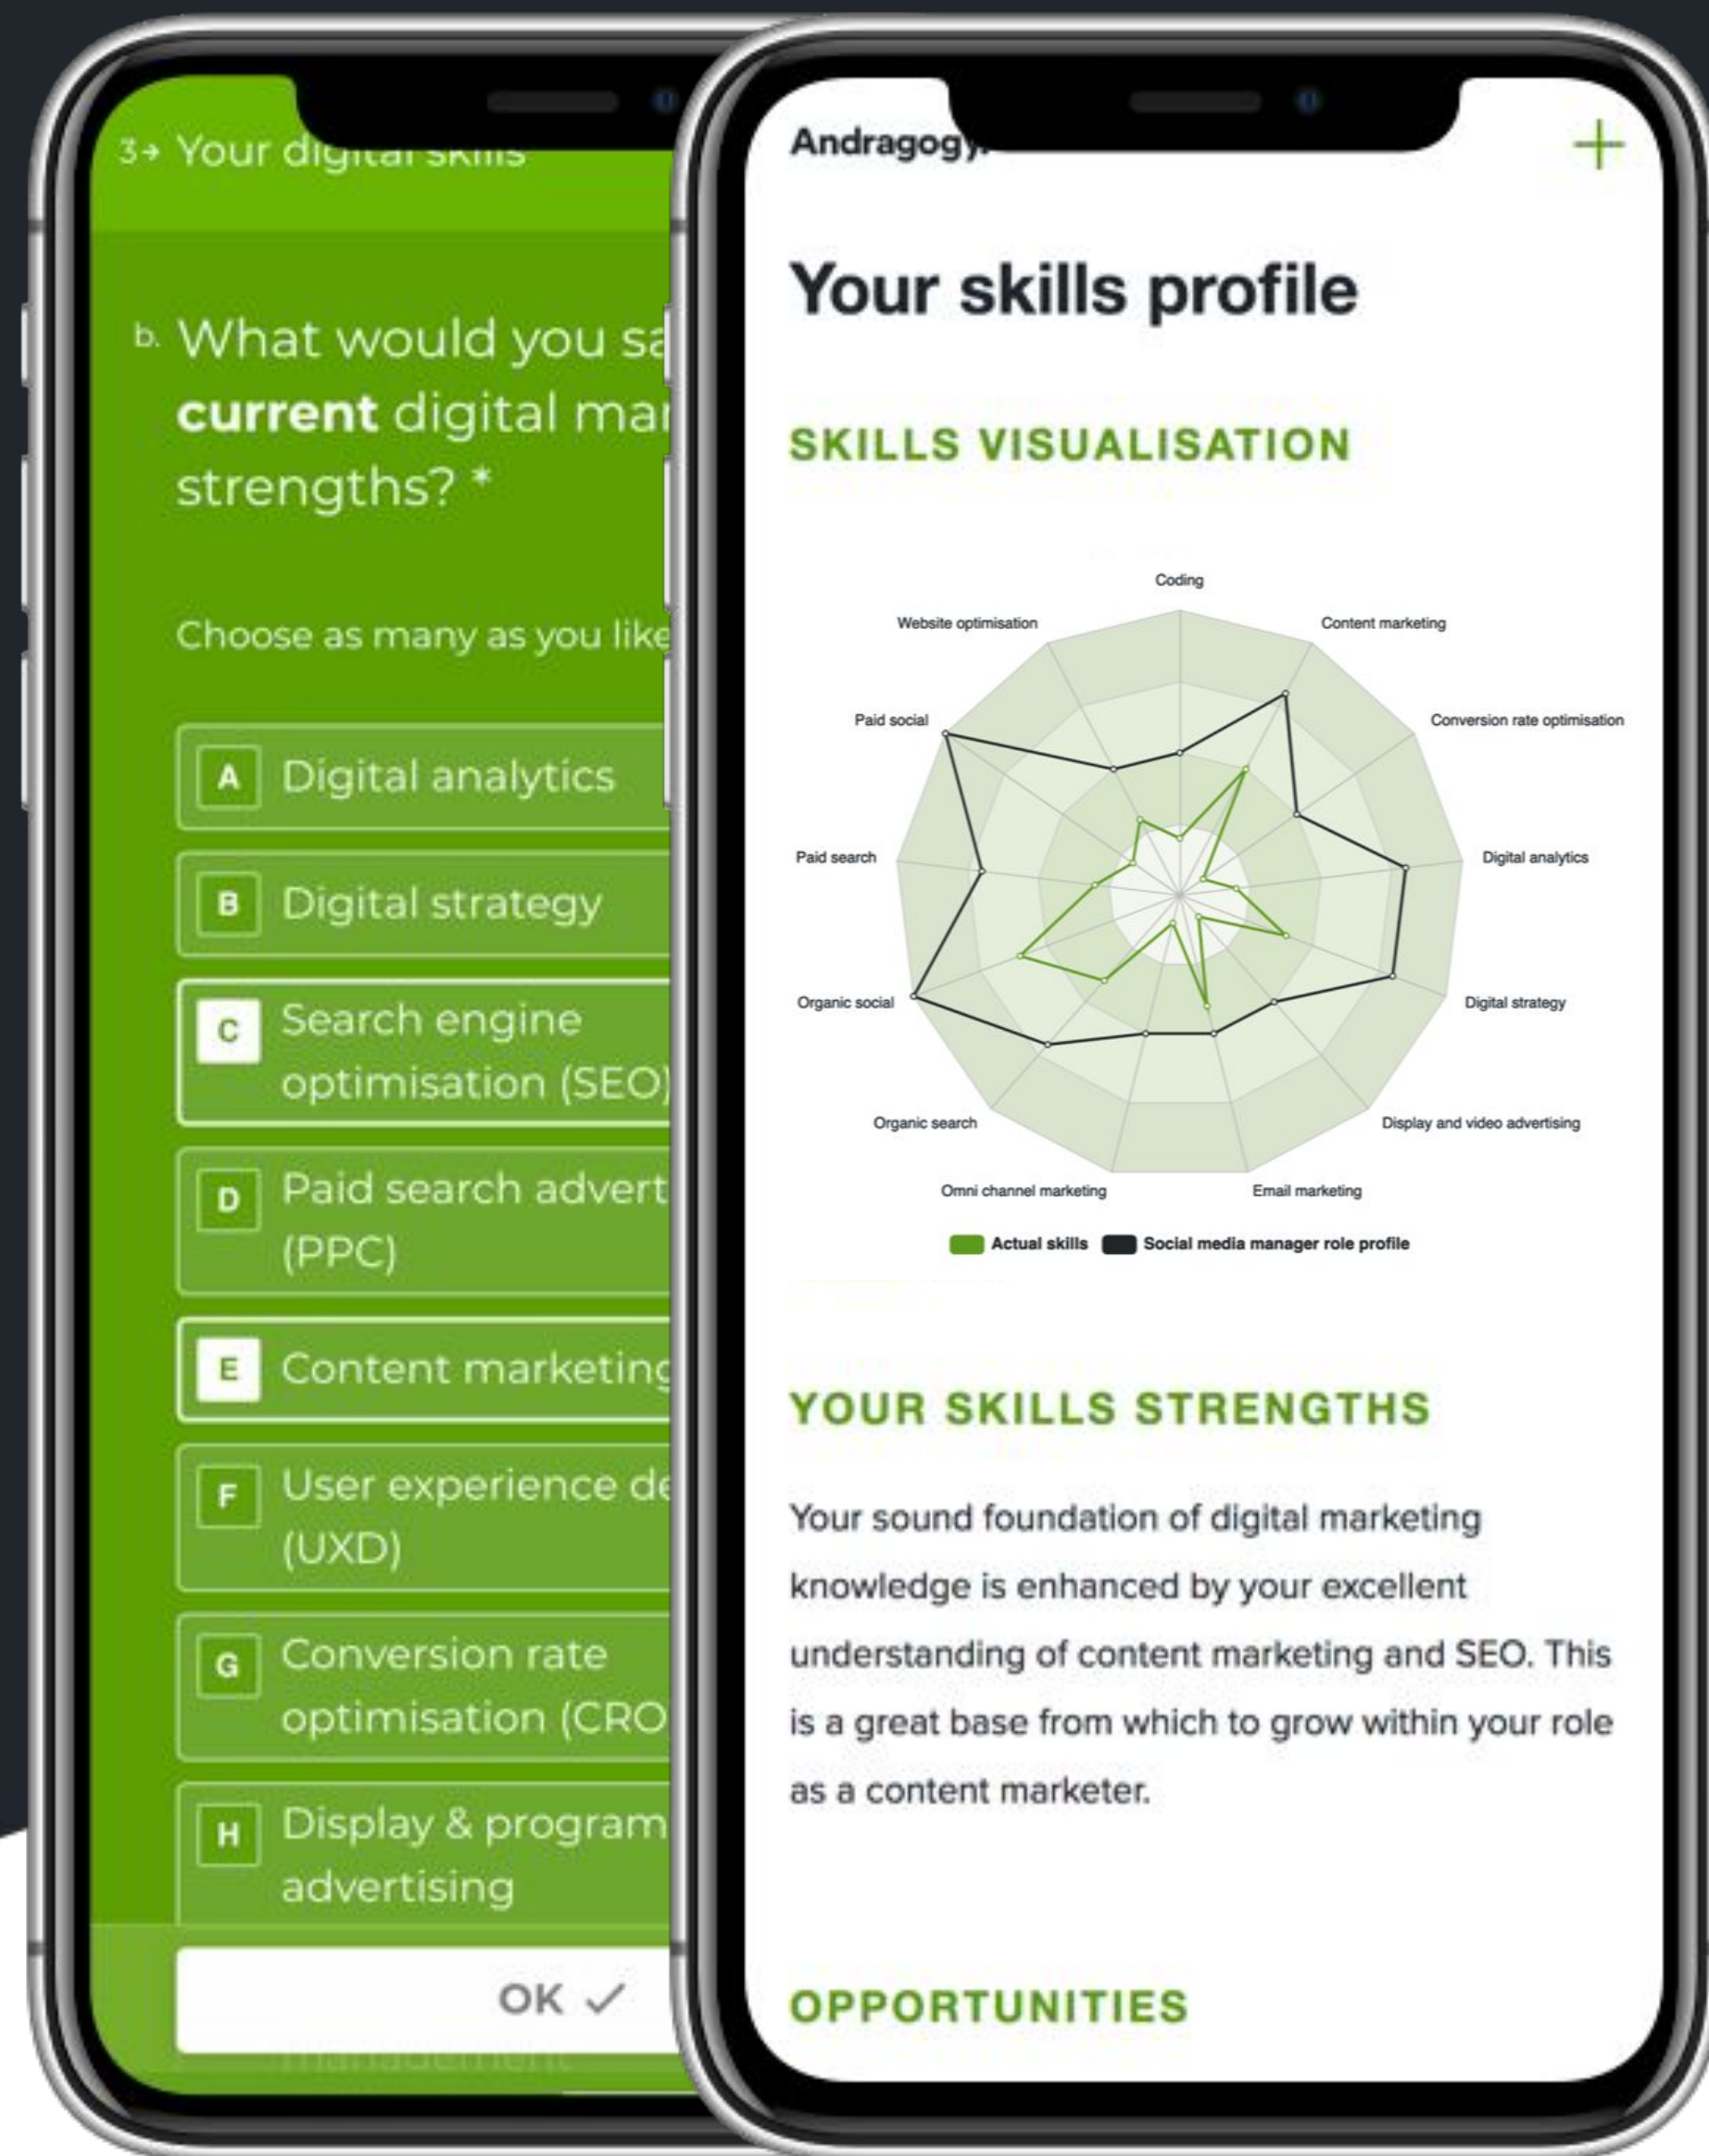 3→ Your digital skills
b. What would you sa
current digital mar
strengths? *
Choose as many as you like
A Digital analytics
B Digital strategy
C Search engine
optimisation (SEO)
D Paid search advert
(PPC)
E Content marketing
F User experience de
(UXD)
G Conversion rate
optimisation (CRO
H Display & program
advertising
OK ✓
management
Andragogy.
+
Your skills profile
SKILLS VISUALISATION
Coding
Website optimisation
Content marketing
Paid social
Conversion rate optimisation
Paid search
Digital analytics
Organic social
Digital strategy
Organic search
Display and video advertising
Omni channel marketing
Email marketing
Actual skills
Social media manager role profile
YOUR SKILLS STRENGTHS
Your sound foundation of digital marketing
knowledge is enhanced by your excellent
understanding of content marketing and SEO. This
is a great base from which to grow within your role
as a content marketer.
OPPORTUNITIES